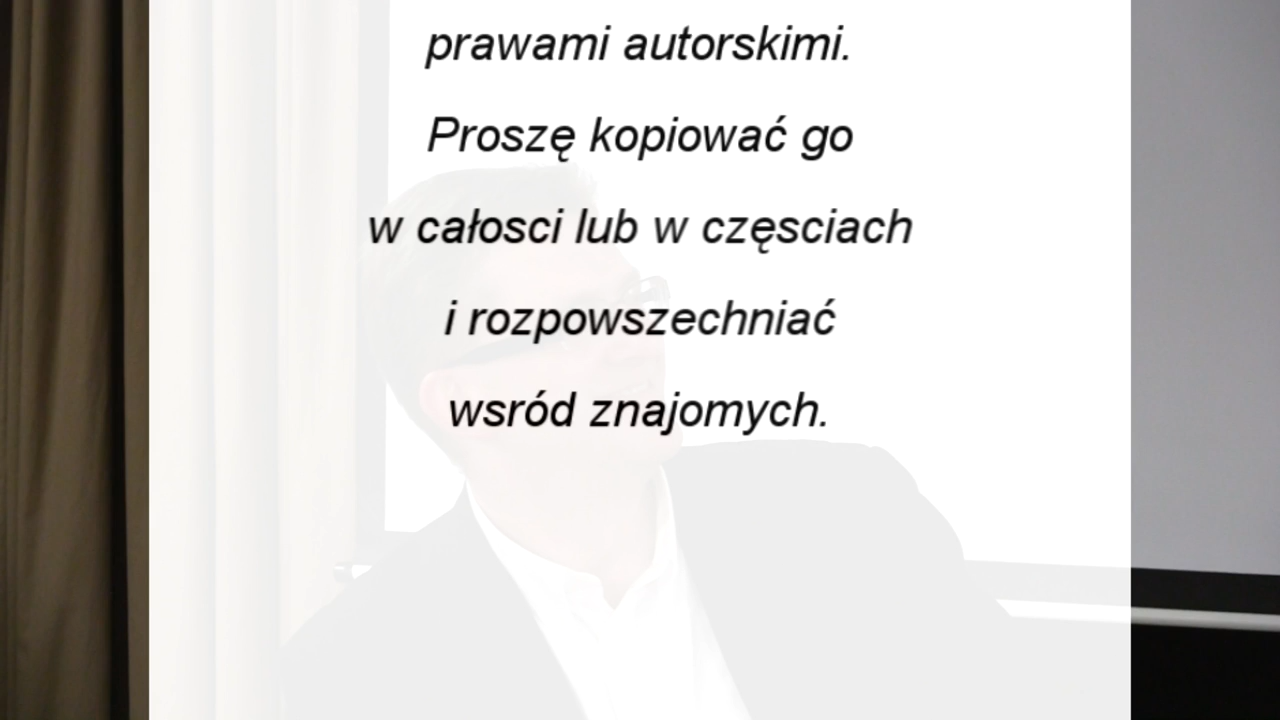 prawami autorskimi.
Proszę kopiować go
w całosci lub w częsciach
i rozpowszechniać
wsród znajomych.